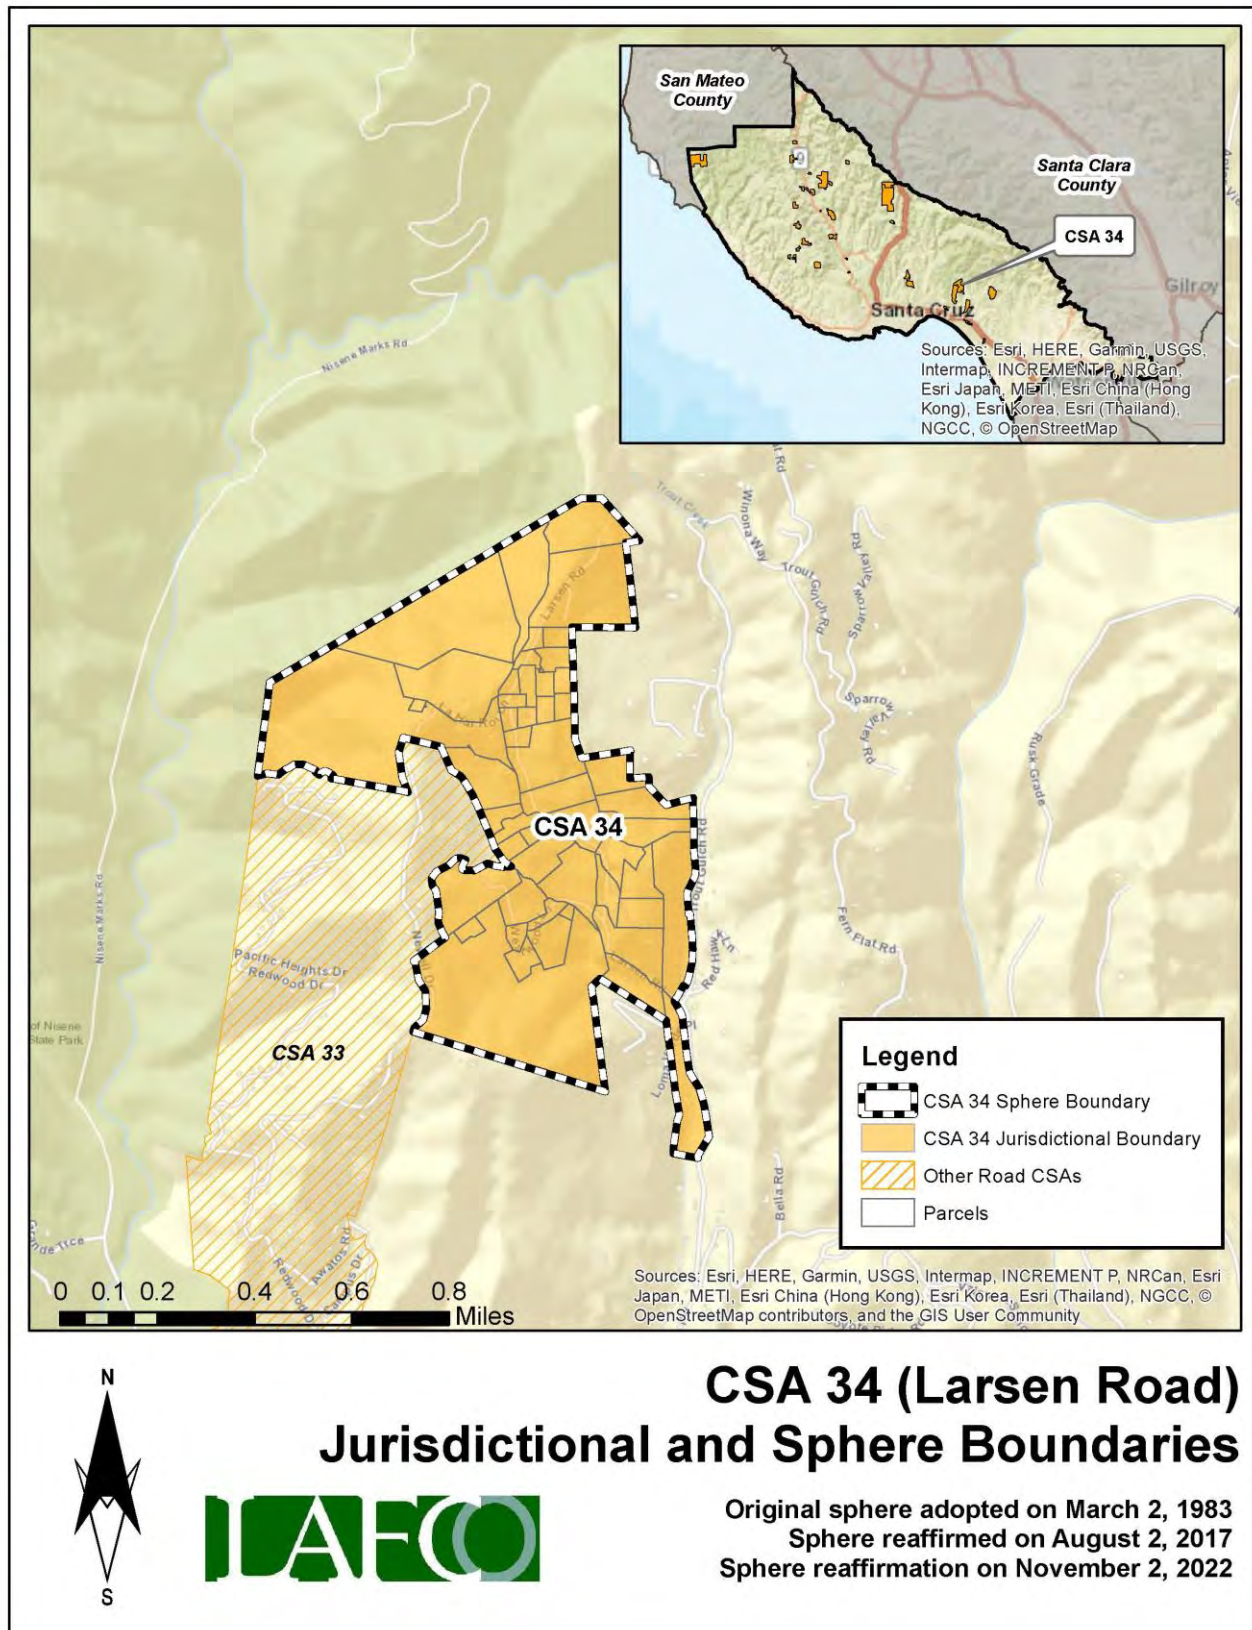 San Mateo
County
Santa Clara
County
9
CSA 34
Gilroy
Santa Cruz
Sources: Esri, HERE, Garmin, USGS,
Intermap, INCREMENT P, NRCan,
Esri Japan, METI, Esri China (Hong
Kong), Esri Korea, Esri (Thailand),
NGCC, © OpenStreetMap
Nisene Marks Rd
Winona Way
Trout Gulch Rd
Sparrow Valley Rd
Larsen Rd
Sparrow
Valley Rd
Rusk Grade
CSA 34
Trout Gulch Rd
Nisene Marks Rd
Fern Flat Rd
Pacific Heights Dr
Redwood Dr
of Nisene
State Park
CSA 33
Bella Rd
Awalos Rd
Legend
CSA 34 Sphere Boundary
CSA 34 Jurisdictional Boundary
Other Road CSAs
Parcels
0 0.1 0.2 0.4 0.6 0.8
Miles
Sources: Esri, HERE, Garmin, USGS, Intermap, INCREMENT P, NRCan, Esri
Japan, METI, Esri China (Hong Kong), Esri Korea, Esri (Thailand), NGCC, ©
OpenStreetMap contributors, and the GIS User Community
N
S
CSA 34 (Larsen Road)
Jurisdictional and Sphere Boundaries
LAFCO
Original sphere adopted on March 2, 1983
Sphere reaffirmed on August 2, 2017
Sphere reaffirmation on November 2, 2022